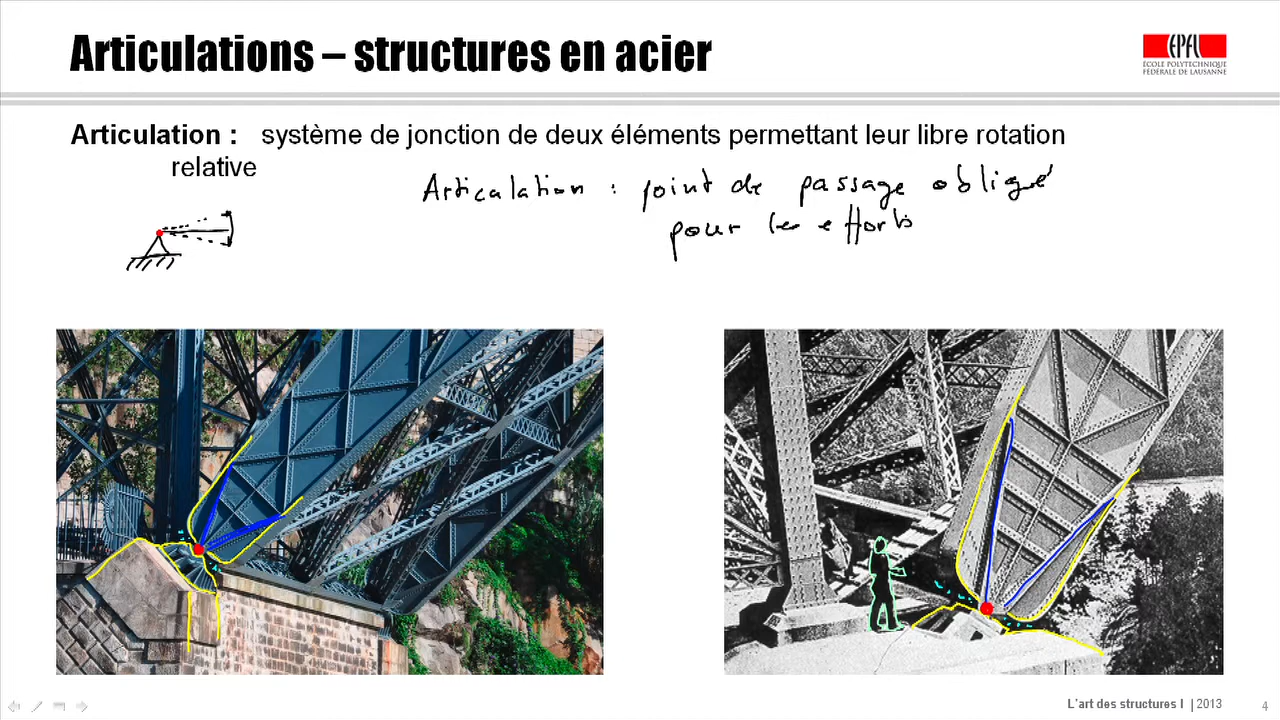 Articulations – structures en acier
EPFL
ECOLE POLYTECHNIQUE
FÉDÉRALE DE LAUSANNE
Articulation : système de jonction de deux éléments permettant leur libre rotation
relative
Articulation : point de passage obligé
pour les efforts
L'art des structures I | 2013
4